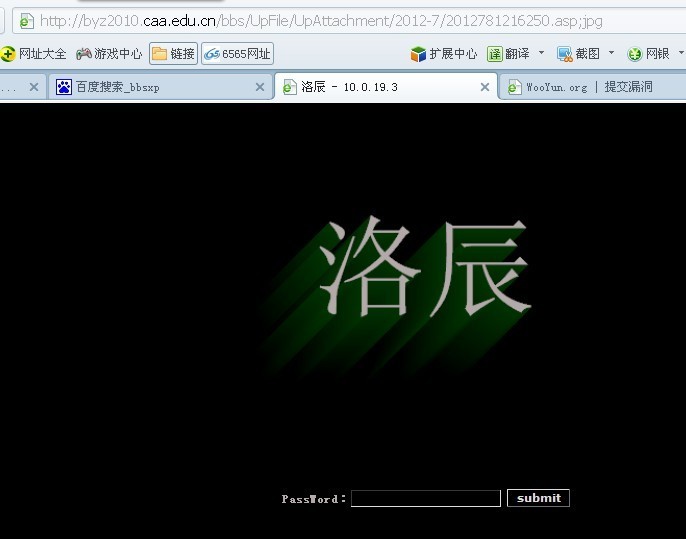 http://byz2010.caa.edu.cn/bbs/UpFile/UpAttachment/2012-7/2012781216250.asp;jpg
网址大全 游戏中心 链接 6565网址 扩展中心 译 翻译 截图 网银
... 百度搜索_bbsxp 洛辰 - 10.0.19.3 WooYun.org | 提交漏洞
洛辰
PassWord： submit